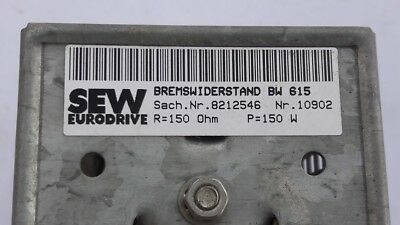 SEW
EURODRIVE
BREMSWIDERSTAND BW 615
Sach.Nr.8212546 Nr.10902
R=150 Ohm P=150 W